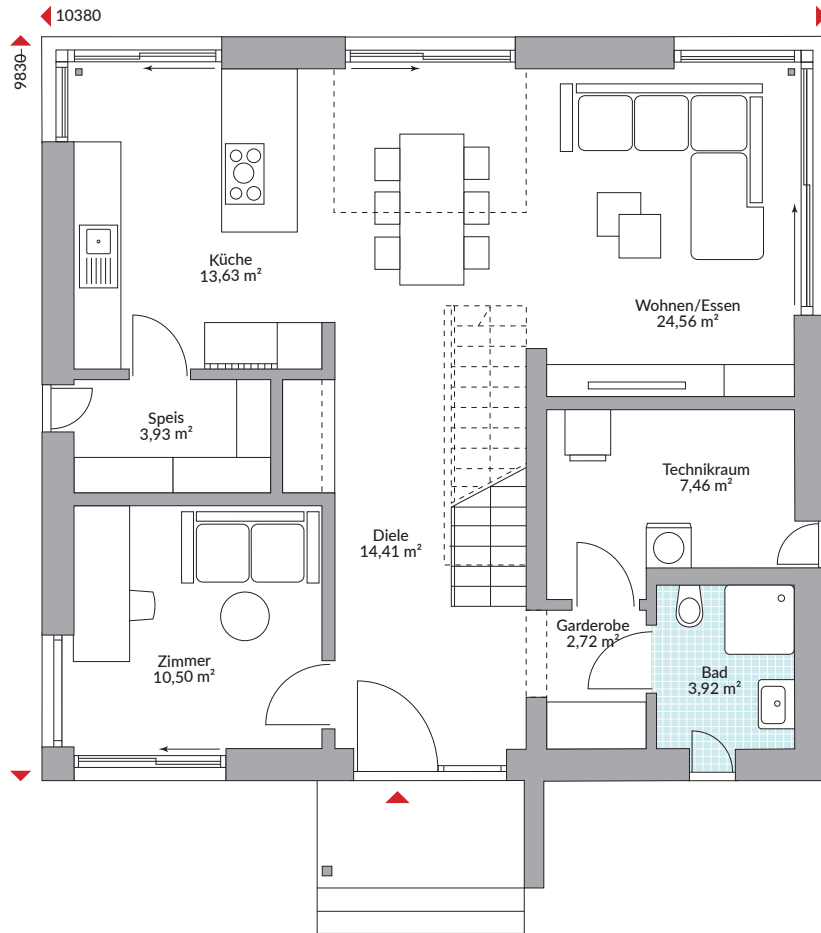 10380
9830
Küche
13,63 m²
Wohnen/Essen
24,56 m²
Speis
3,93 m²
Technikraum
7,46 m²
Diele
14,41 m²
Garderobe
2,72 m²
Zimmer
10,50 m²
Bad
3,92 m²